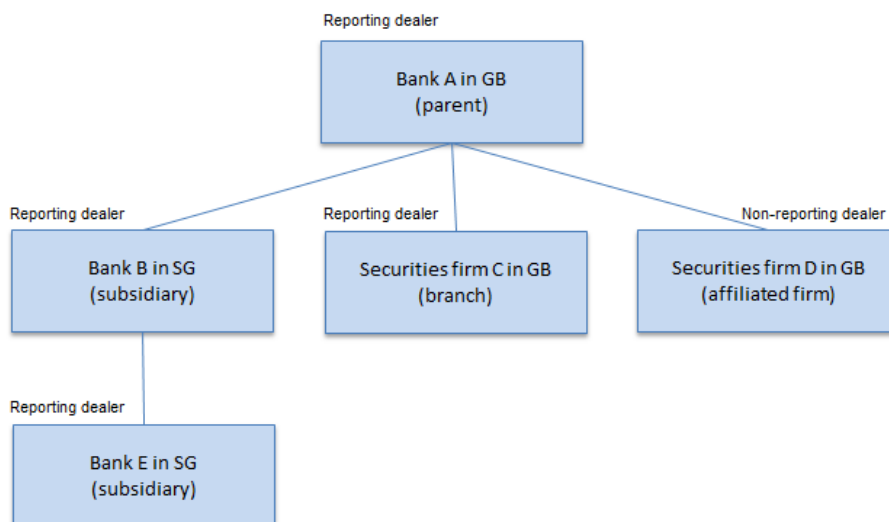 Reporting dealer
Bank A in GB
(parent)
Reporting dealer
Reporting dealer
Non-reporting dealer
Bank B in SG
(subsidiary)
Securities firm C in GB
(branch)
Securities firm D in GB
(affiliated firm)
Reporting dealer
Bank E in SG
(subsidiary)